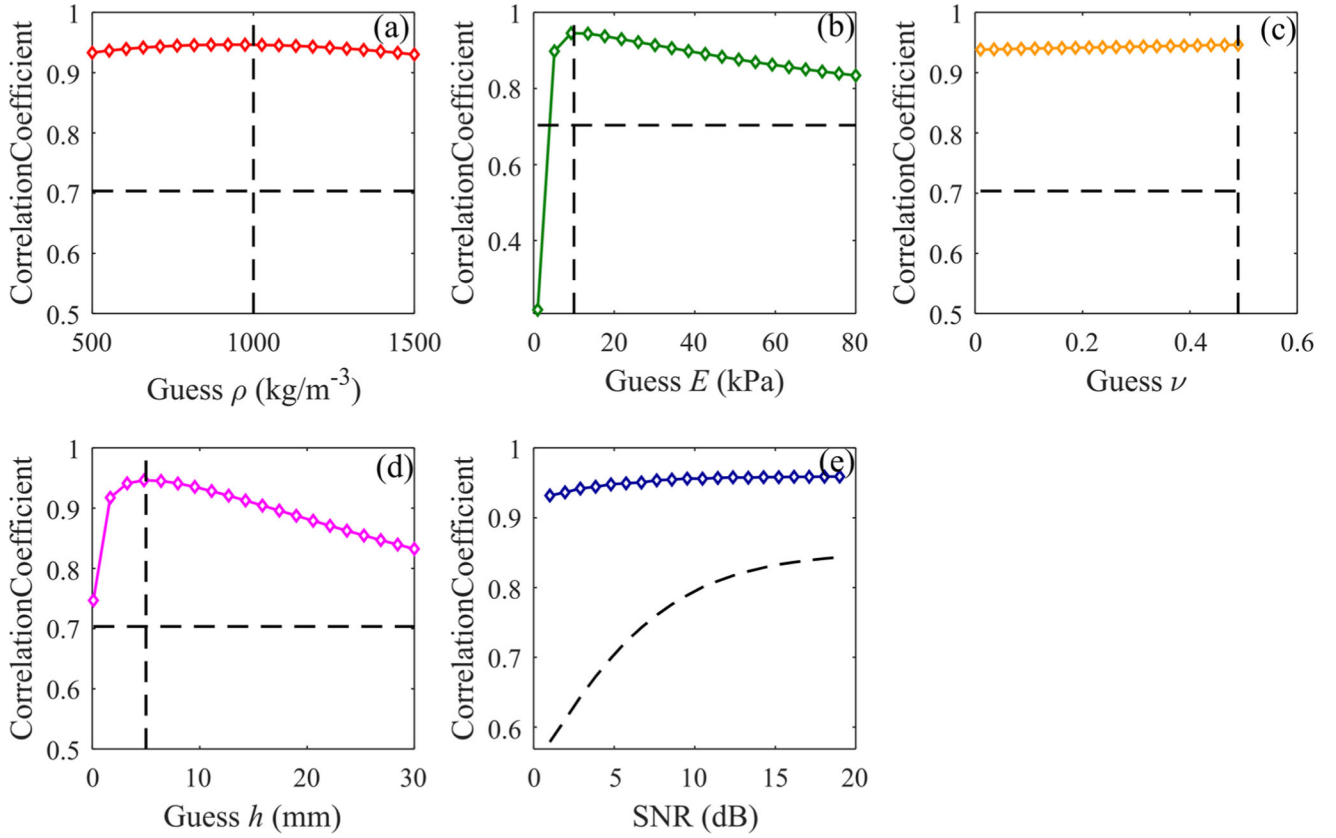 (a)
CorrelationCoefficient
1
0.9
0.8
0.7
0.6
0.5
500 1000 1500
Guess ρ (kg/m-3)
(b)
CorrelationCoefficient
1
0.8
0.6
0.4
0 20 40 60 80
Guess E (kPa)
(c)
CorrelationCoefficient
1
0.9
0.8
0.7
0.6
0.5
0 0.2 0.4 0.6
Guess ν
(d)
CorrelationCoefficient
1
0.9
0.8
0.7
0.6
0.5
0 10 20 30
Guess h (mm)
(e)
CorrelationCoefficient
1
0.9
0.8
0.7
0.6
0 5 10 15 20
SNR (dB)